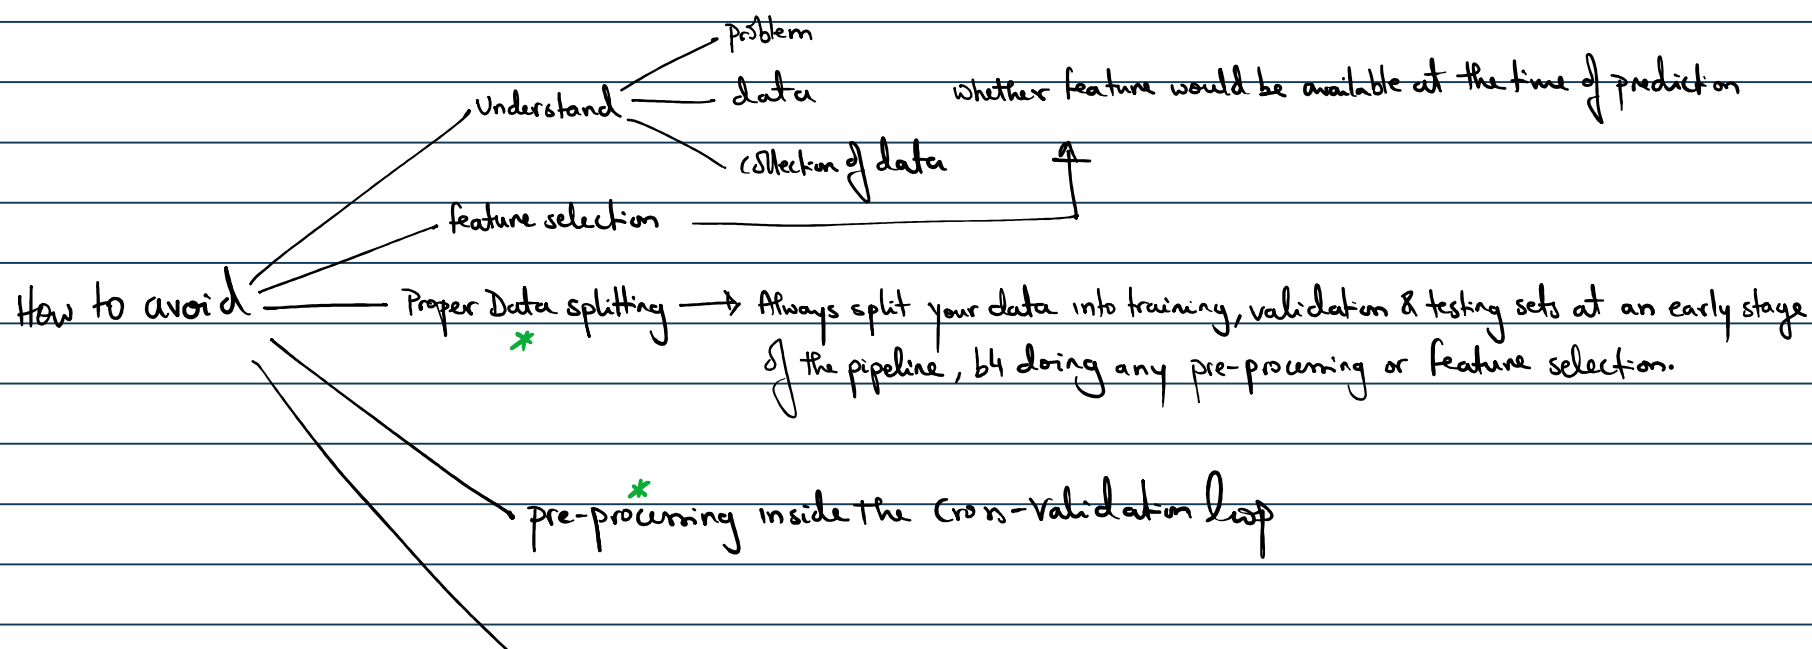 problem
understand
data
whether feature would be available at the time of prediction
collection of data
feature selection
How to avoid
Proper Data splitting → Always split your data into training, validation & testing sets at an early stage
*
of the pipeline, b4 doing any pre-processing or feature selection.
*
pre-processing inside the cross-validation loop